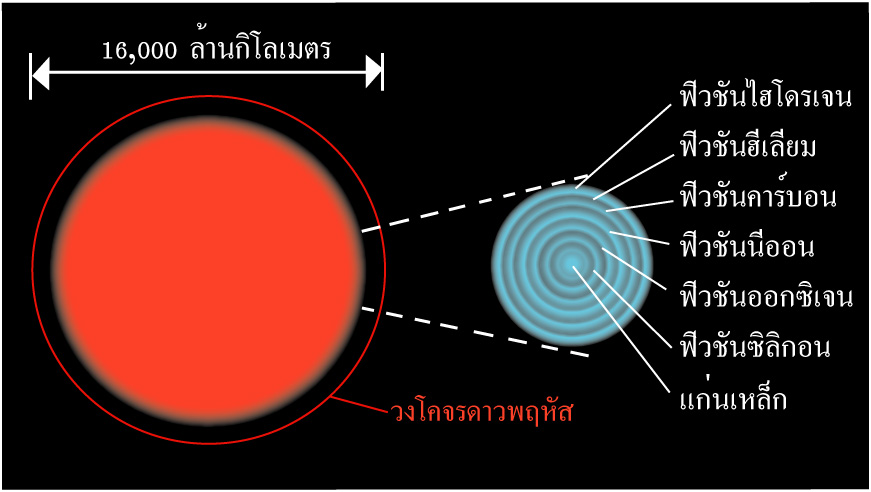 16,000 ล้านกิโลเมตร
ฟิวชันไฮโดรเจน
ฟิวชันฮีเลียม
ฟิวชันคาร์บอน
ฟิวชันนีออน
ฟิวชันออกซิเจน
ฟิวชันซิลิกอน
แก่นเหล็ก
วงโคจรดาวพฤหัส